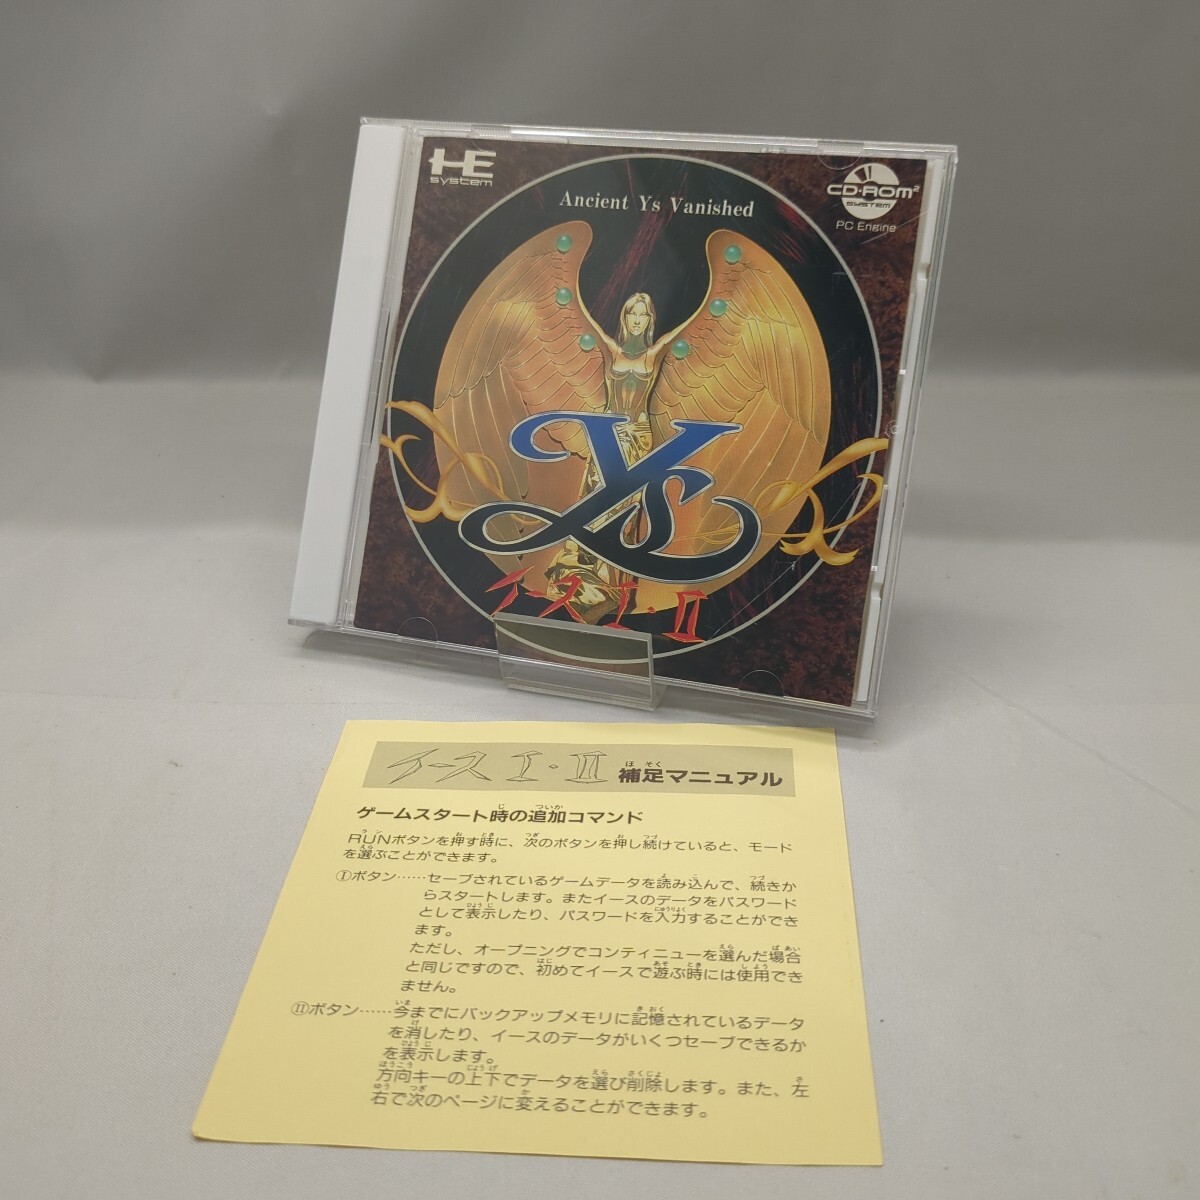 HE
system
CD-ROM²
SYSTEM
PC Engine
Ancient Ys Vanished
Ys
イース I・II
イース I・II 補足マニュアル
ゲームスタート時の追加コマンド
RUNボタンを押す時に、次のボタンを押し続けていると、モード
を選ぶことができます。
Ⓘボタン……セーブされているゲームデータを読み込んで、続きか
らスタートします。またイースのデータをパスワード
として表示したり、パスワードを入力することができ
ます。
ただし、オープニングでコンティニューを選んだ場合
と同じですので、初めてイースで遊ぶ時には使用でき
ません。
Ⅱボタン……今までにバックアップメモリに記憶されているデータ
を消したり、イースのデータがいくつセーブできるか
を表示します。
方向キーの上下でデータを選び削除します。また、左
右で次のページに変えることができます。